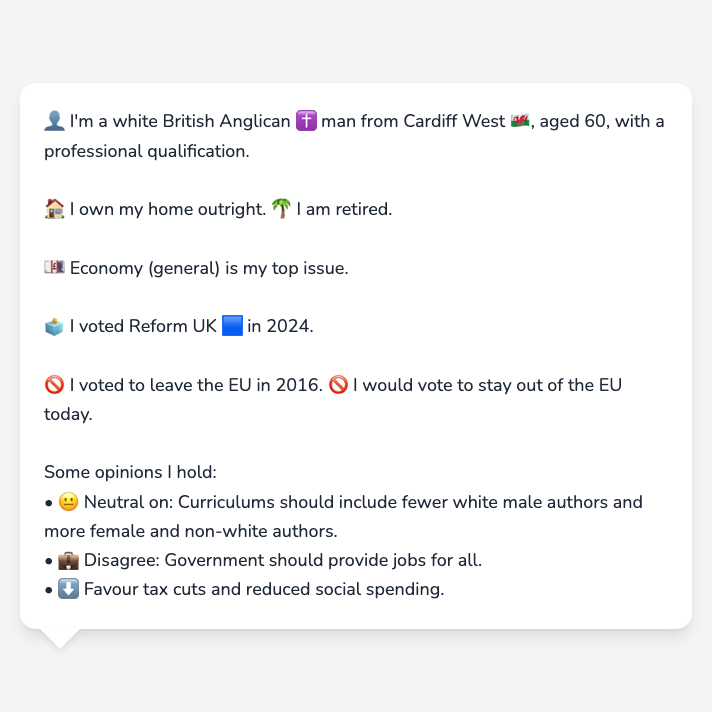 👤 I'm a white British Anglican ✝️ man from Cardiff West 🏴󠁧󠁢󠁷󠁬󠁳󠁿, aged 60, with a
professional qualification.
🏠 I own my home outright. 🌴 I am retired.
💷 Economy (general) is my top issue.
🗳️ I voted Reform UK 🟦 in 2024.
🚫 I voted to leave the EU in 2016. 🚫 I would vote to stay out of the EU
today.
Some opinions I hold:
• 😐 Neutral on: Curriculums should include fewer white male authors and
more female and non-white authors.
• 💼 Disagree: Government should provide jobs for all.
• ⬇️ Favour tax cuts and reduced social spending.